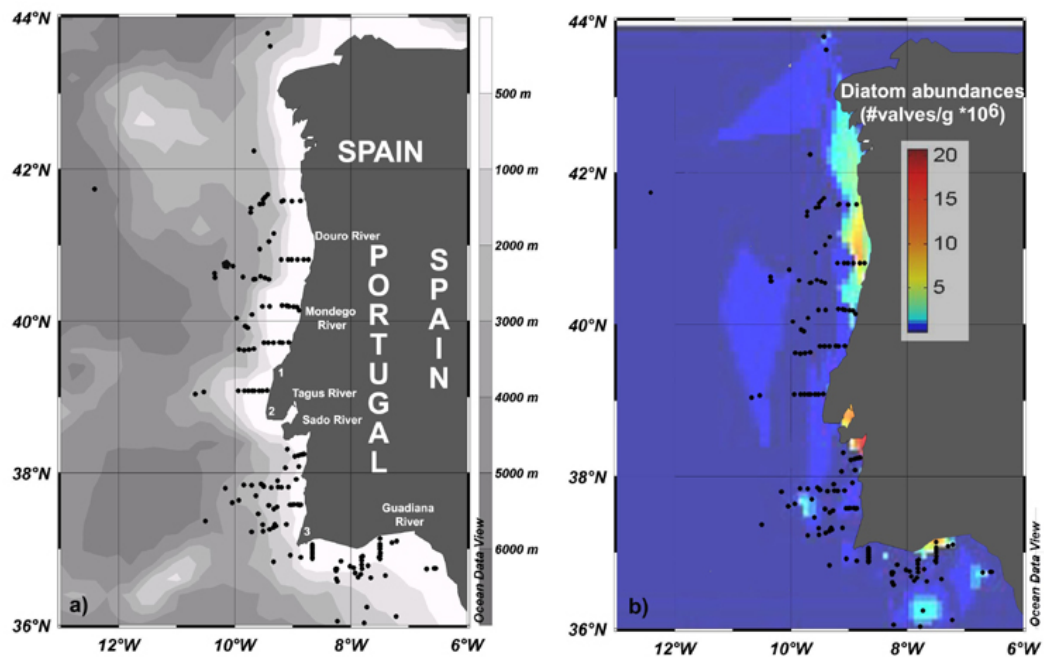 44°N
42°N
40°N
38°N
36°N
12°W
10°W
8°W
6°W
500 m
1000 m
2000 m
3000 m
4000 m
5000 m
6000 m
SPAIN
Douro River
PORTUGAL
SPAIN
Mondego
River
1
Tagus River
2
Sado River
Guadiana
River
3
a)
Ocean Data View
44°N
42°N
40°N
38°N
36°N
12°W
10°W
8°W
6°W
Diatom abundances
(#valves/g *10⁶)
20
15
10
5
b)
Ocean Data View